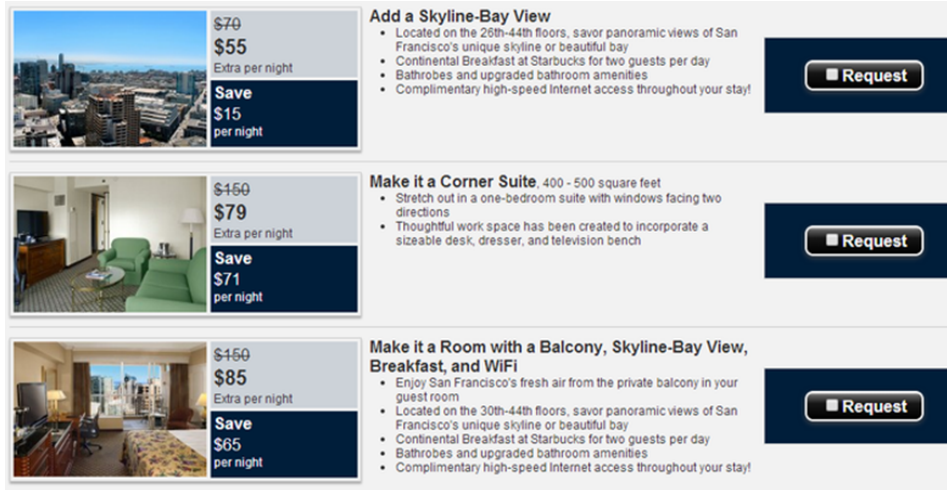 $70
$55
Extra per night
Save
$15
per night
Add a Skyline-Bay View
• Located on the 26th-44th floors, savor panoramic views of San
Francisco's unique skyline or beautiful bay
• Continental Breakfast at Starbucks for two guests per day
• Bathrobes and upgraded bathroom amenities
• Complimentary high-speed Internet access throughout your stay!
Request
$150
$79
Extra per night
Save
$71
per night
Make it a Corner Suite, 400 - 500 square feet
• Stretch out in a one-bedroom suite with windows facing two
directions
• Thoughtful work space has been created to incorporate a
sizeable desk, dresser, and television bench
Request
$150
$85
Extra per night
Save
$65
per night
Make it a Room with a Balcony, Skyline-Bay View,
Breakfast, and WiFi
• Enjoy San Francisco's fresh air from the private balcony in your
guest room
• Located on the 30th-44th floors, savor panoramic views of San
Francisco's unique skyline or beautiful bay
• Continental Breakfast at Starbucks for two guests per day
• Bathrobes and upgraded bathroom amenities
• Complimentary high-speed Internet access throughout your stay!
Request